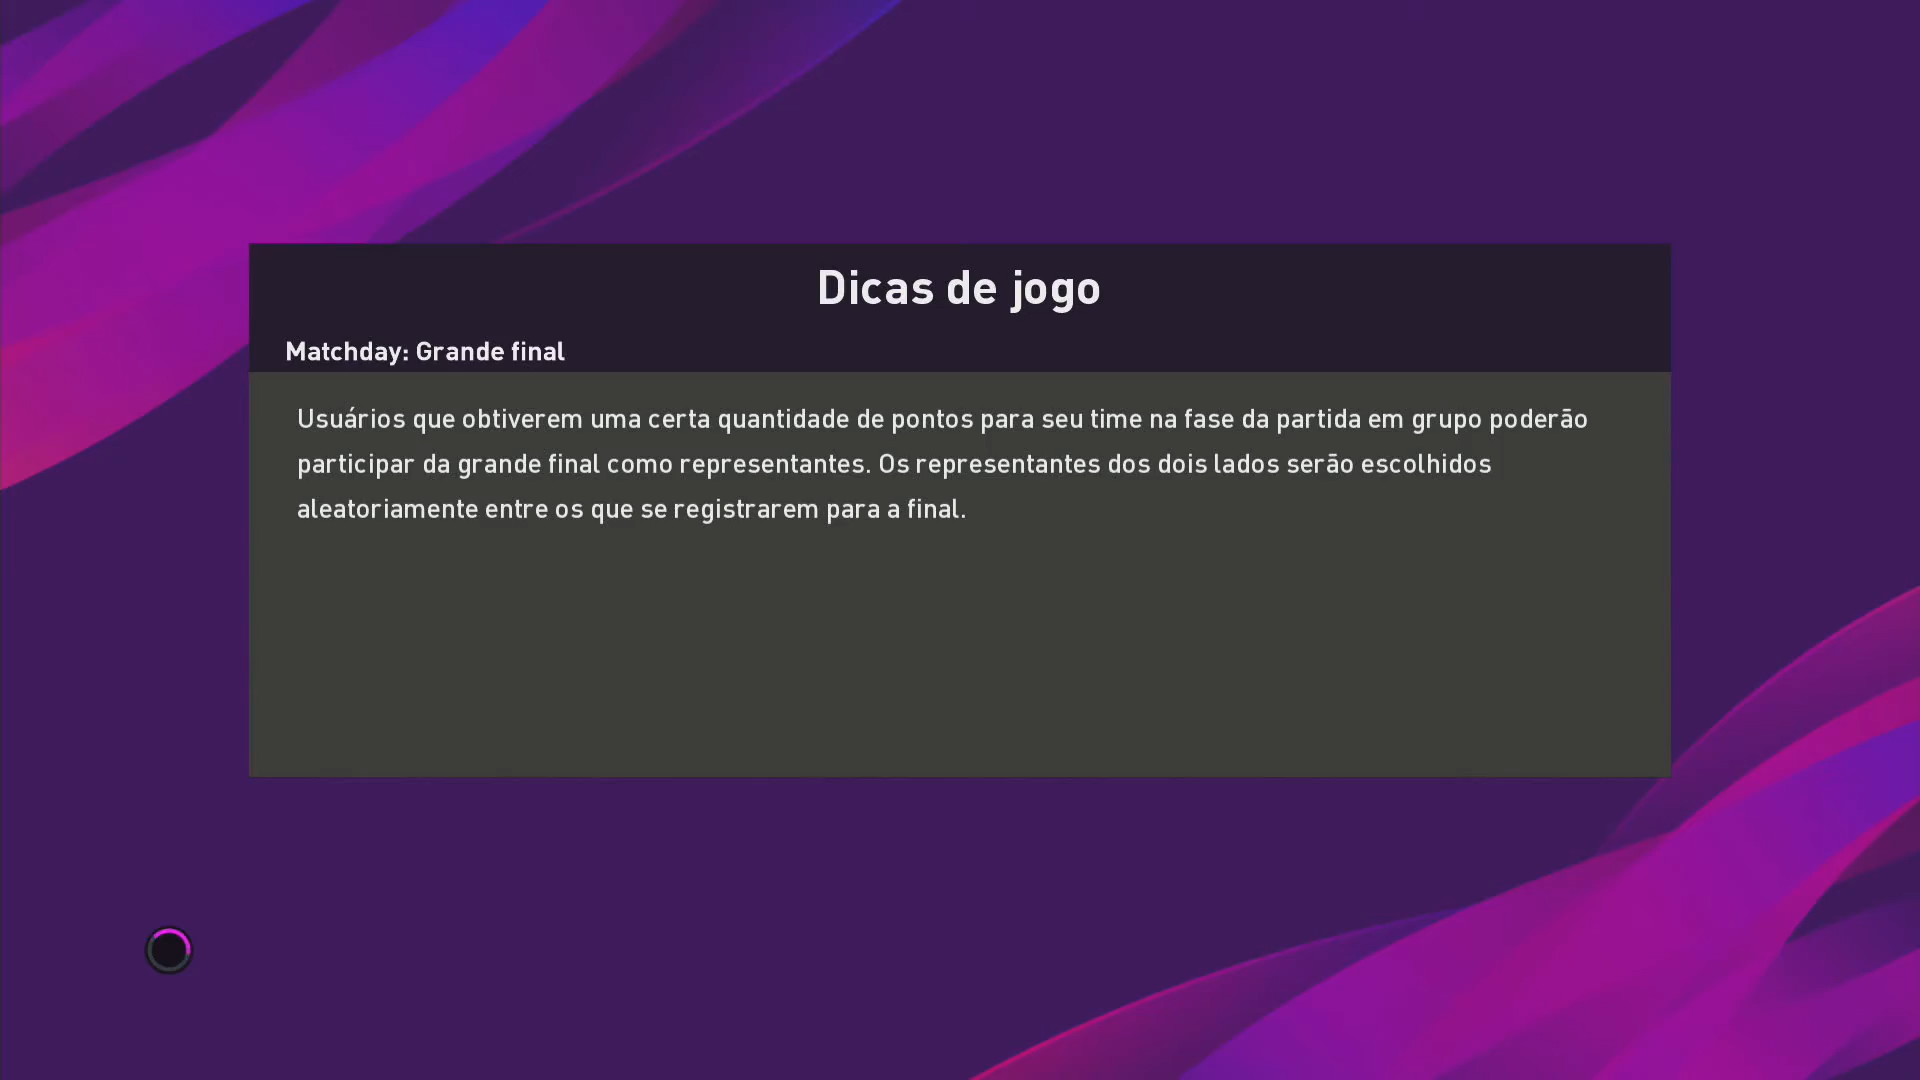 Dicas de jogo
Matchday: Grande final
Usuários que obtiverem uma certa quantidade de pontos para seu time na fase da partida em grupo poderão
participar da grande final como representantes. Os representantes dos dois lados serão escolhidos
aleatoriamente entre os que se registrarem para a final.